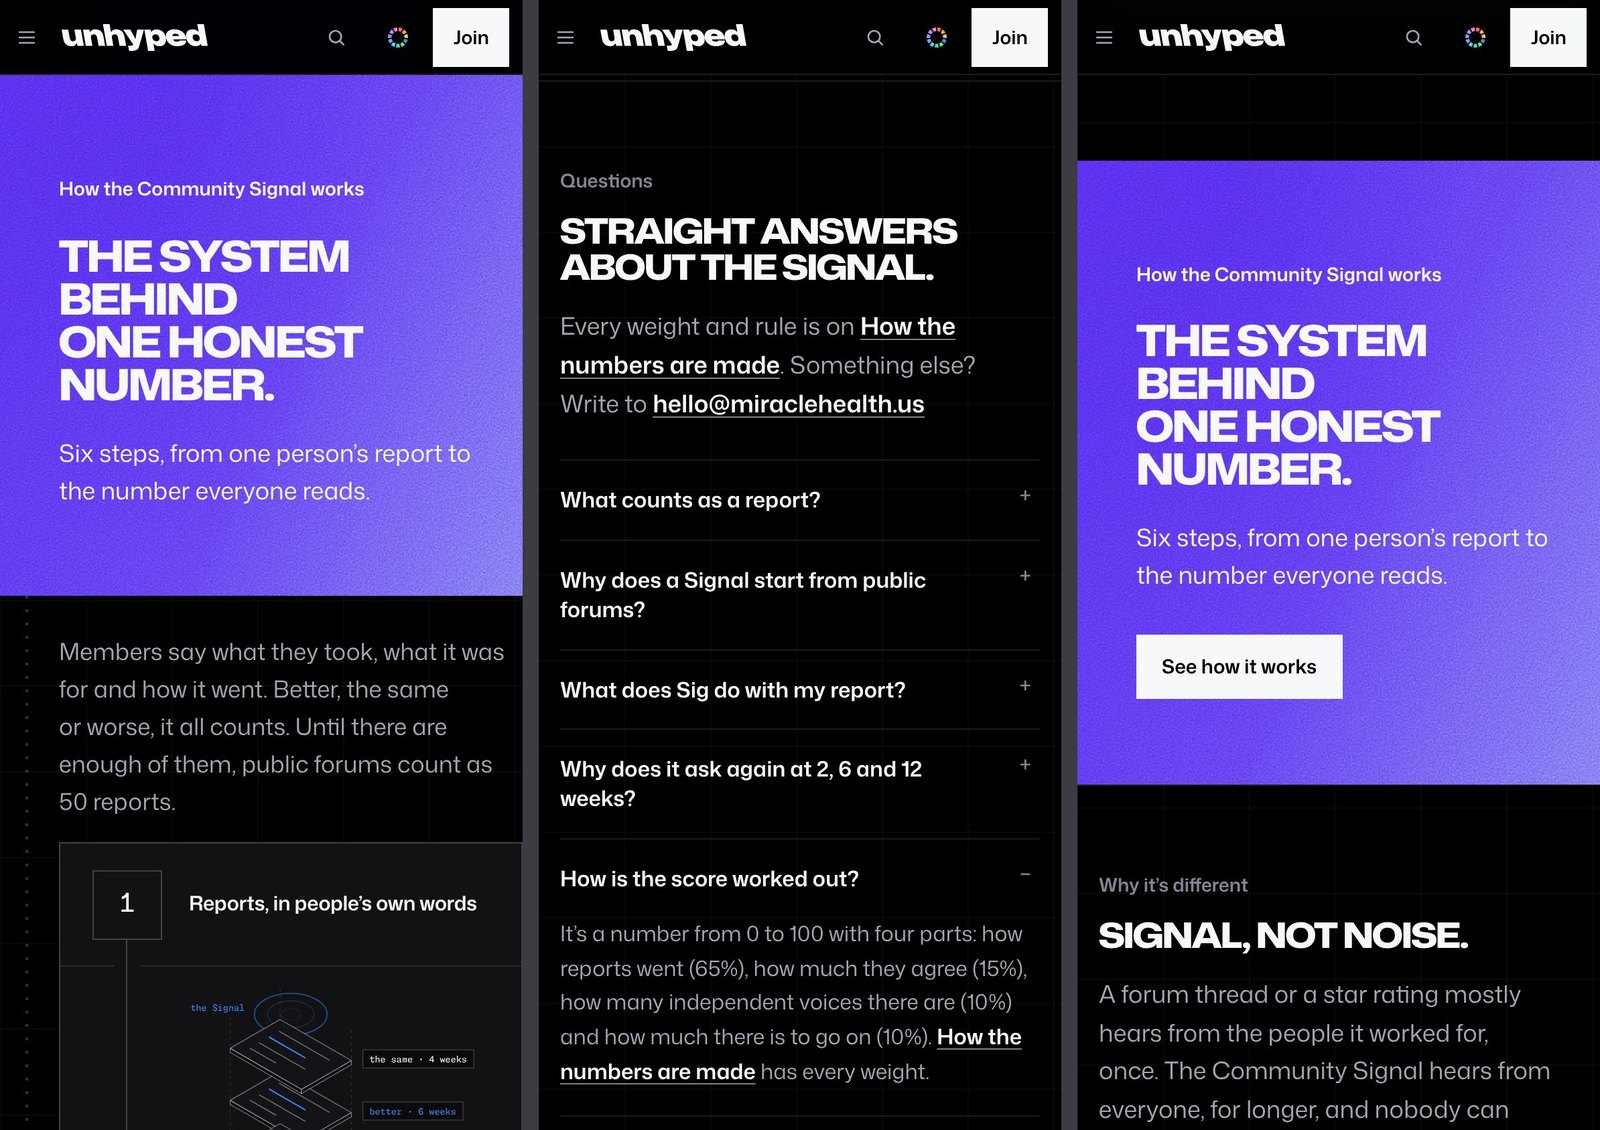 unhyped
Join
How the Community Signal works
THE SYSTEM
BEHIND
ONE HONEST
NUMBER.
Six steps, from one person’s report to
the number everyone reads.
Members say what they took, what it was
for and how it went. Better, the same
or worse, it all counts. Until there are
enough of them, public forums count as
50 reports.
1
Reports, in people’s own words
the Signal
the same · 4 weeks
better · 6 weeks
unhyped
Join
Questions
STRAIGHT ANSWERS
ABOUT THE SIGNAL.
Every weight and rule is on How the
numbers are made. Something else?
Write to hello@miraclehealth.us
What counts as a report?
+
Why does a Signal start from public
forums?
+
What does Sig do with my report?
+
Why does it ask again at 2, 6 and 12
weeks?
+
How is the score worked out?
−
It’s a number from 0 to 100 with four parts: how
reports went (65%), how much they agree (15%),
how many independent voices there are (10%)
and how much there is to go on (10%). How the
numbers are made has every weight.
unhyped
Join
How the Community Signal works
THE SYSTEM
BEHIND
ONE HONEST
NUMBER.
Six steps, from one person’s report to
the number everyone reads.
See how it works
Why it’s different
SIGNAL, NOT NOISE.
A forum thread or a star rating mostly
hears from the people it worked for,
once. The Community Signal hears from
everyone, for longer, and nobody can